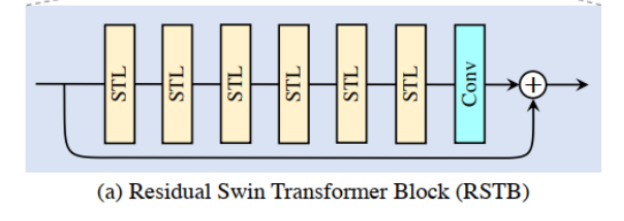 STL STL STL STL STL STL Conv
(a) Residual Swin Transformer Block (RSTB)